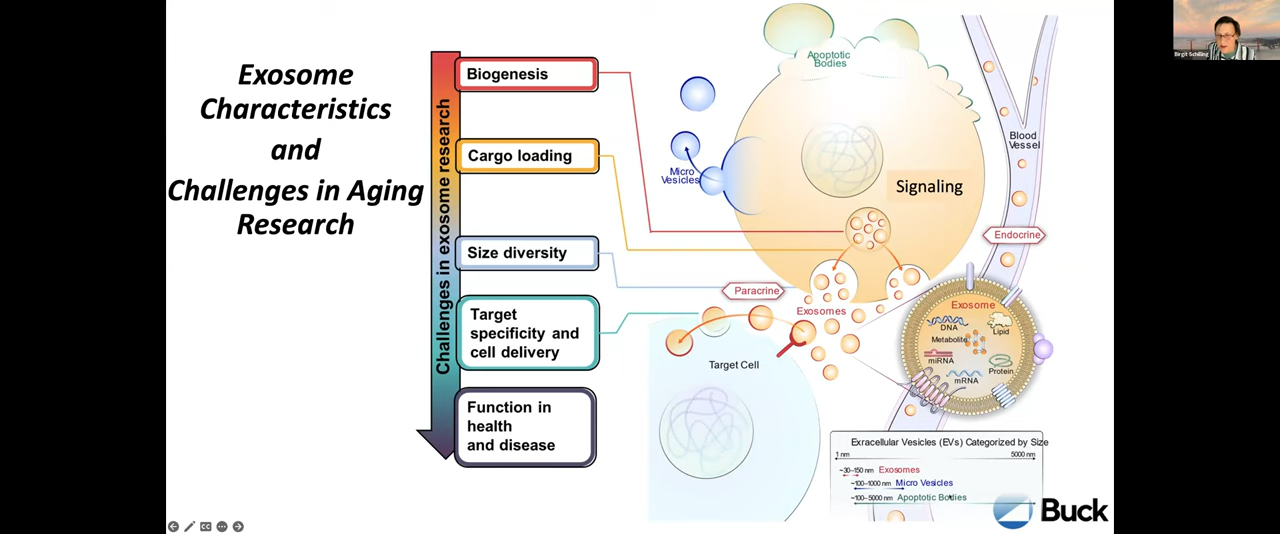 Exosome
Characteristics
and
Challenges in Aging
Research
Challenges in exosome research
Biogenesis
Cargo loading
Size diversity
Target
specificity and
cell delivery
Function in
health
and disease
Apoptotic
Bodies
Micro
Vesicles
Signaling
Blood
Vessel
Endocrine
Paracrine
Exosomes
Target Cell
Exosome
DNA
Lipid
Metabolite
miRNA
Protein
mRNA
Exracellular Vesicles (EVs) Categorized by Size
1 nm
5000 nm
~30-150 nm Exosomes
~100-1000 nm Micro Vesicles
~100-5000 nm Apoptotic Bodies
Buck
Birgit Schilling
CC